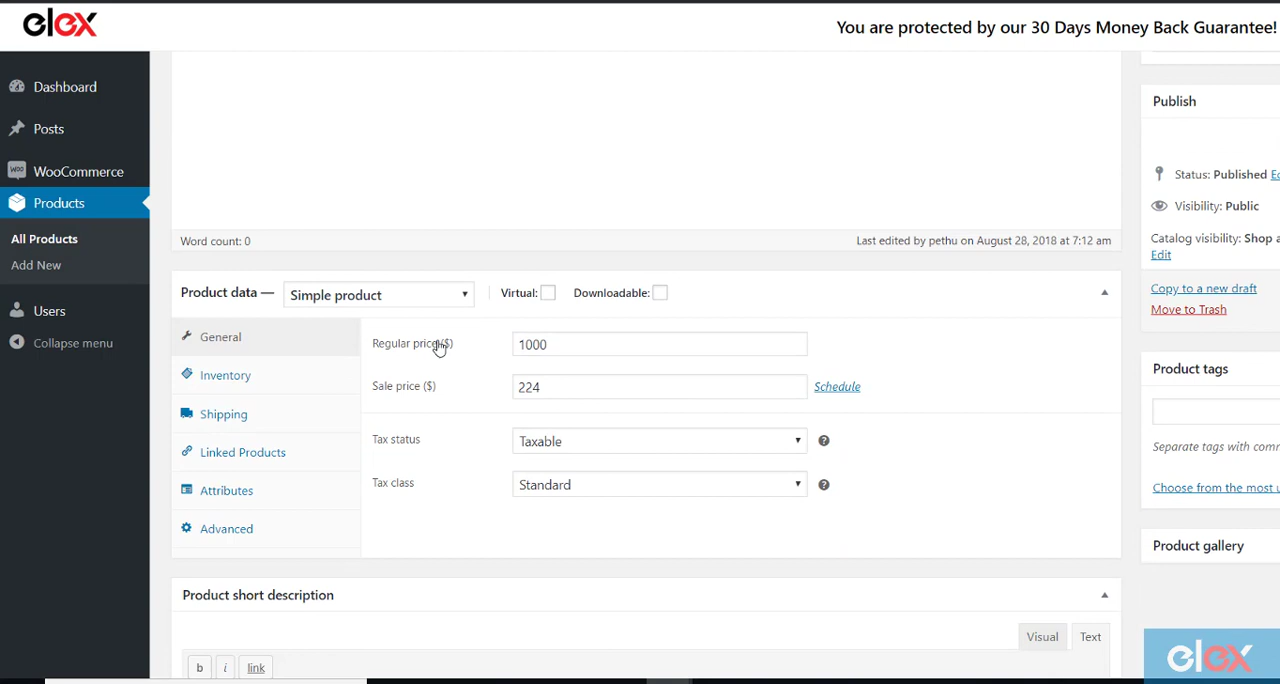 elex
You are protected by our 30 Days Money Back Guarantee!
Dashboard
Posts
WooCommerce
Products
All Products
Add New
Users
Collapse menu
Word count: 0
Last edited by pethu on August 28, 2018 at 7:12 am
Product data —
Simple product
Virtual:
Downloadable:
General
Inventory
Shipping
Linked Products
Attributes
Advanced
Regular price ($)
1000
Sale price ($)
224
Schedule
Tax status
Taxable
Tax class
Standard
Product short description
Visual
Text
b
i
link
Publish
Status: Published
Visibility: Public
Catalog visibility: Shop
Edit
Copy to a new draft
Move to Trash
Product tags
Separate tags with
Choose from the most
Product gallery
elex